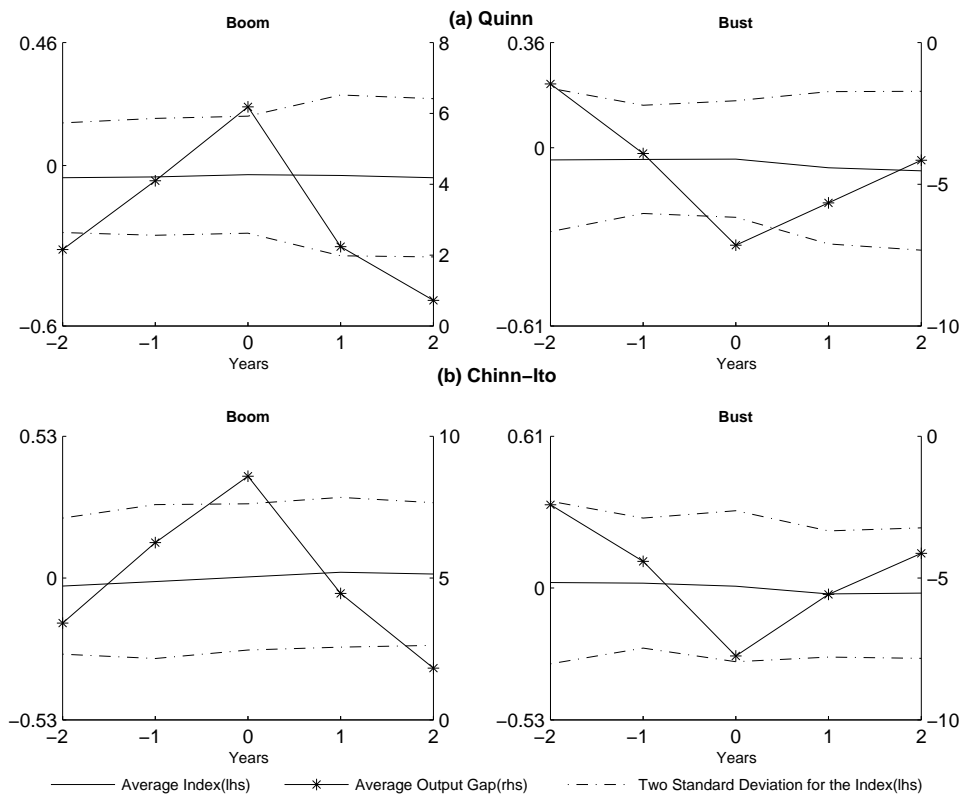 (a) Quinn
Boom
Bust
0.46
0
−0.6
8
6
4
2
0
−2 −1 0 1 2
Years
0.36
0
−0.61
0
−5
−10
−2 −1 0 1 2
Years
(b) Chinn−Ito
Boom
Bust
0.53
0
−0.53
10
5
0
−2 −1 0 1 2
Years
0.61
0
−0.53
0
−5
−10
−2 −1 0 1 2
Years
Average Index(lhs) Average Output Gap(rhs) Two Standard Deviation for the Index(lhs)